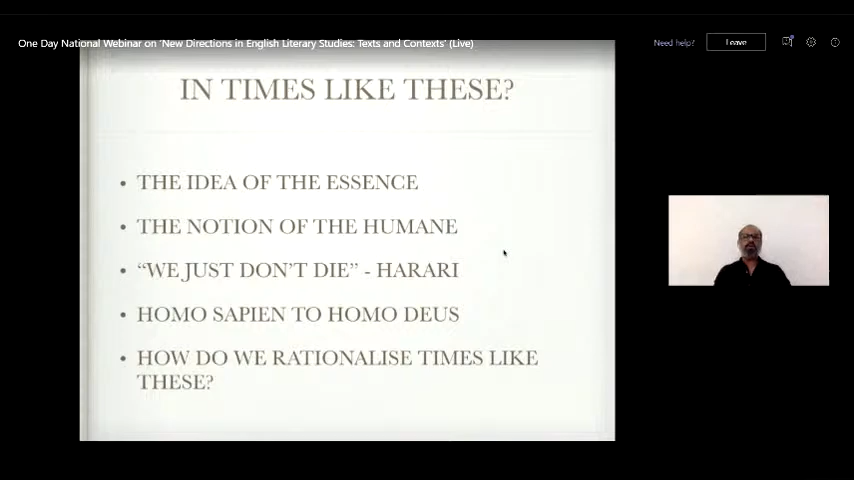 One Day National Webinar on 'New Directions in English Literary Studies: Texts and Contexts' (Live)
Need help?
Leave
IN TIMES LIKE THESE?
• THE IDEA OF THE ESSENCE
• THE NOTION OF THE HUMANE
• “WE JUST DON’T DIE” - HARARI
• HOMO SAPIEN TO HOMO DEUS
• HOW DO WE RATIONALISE TIMES LIKE
THESE?